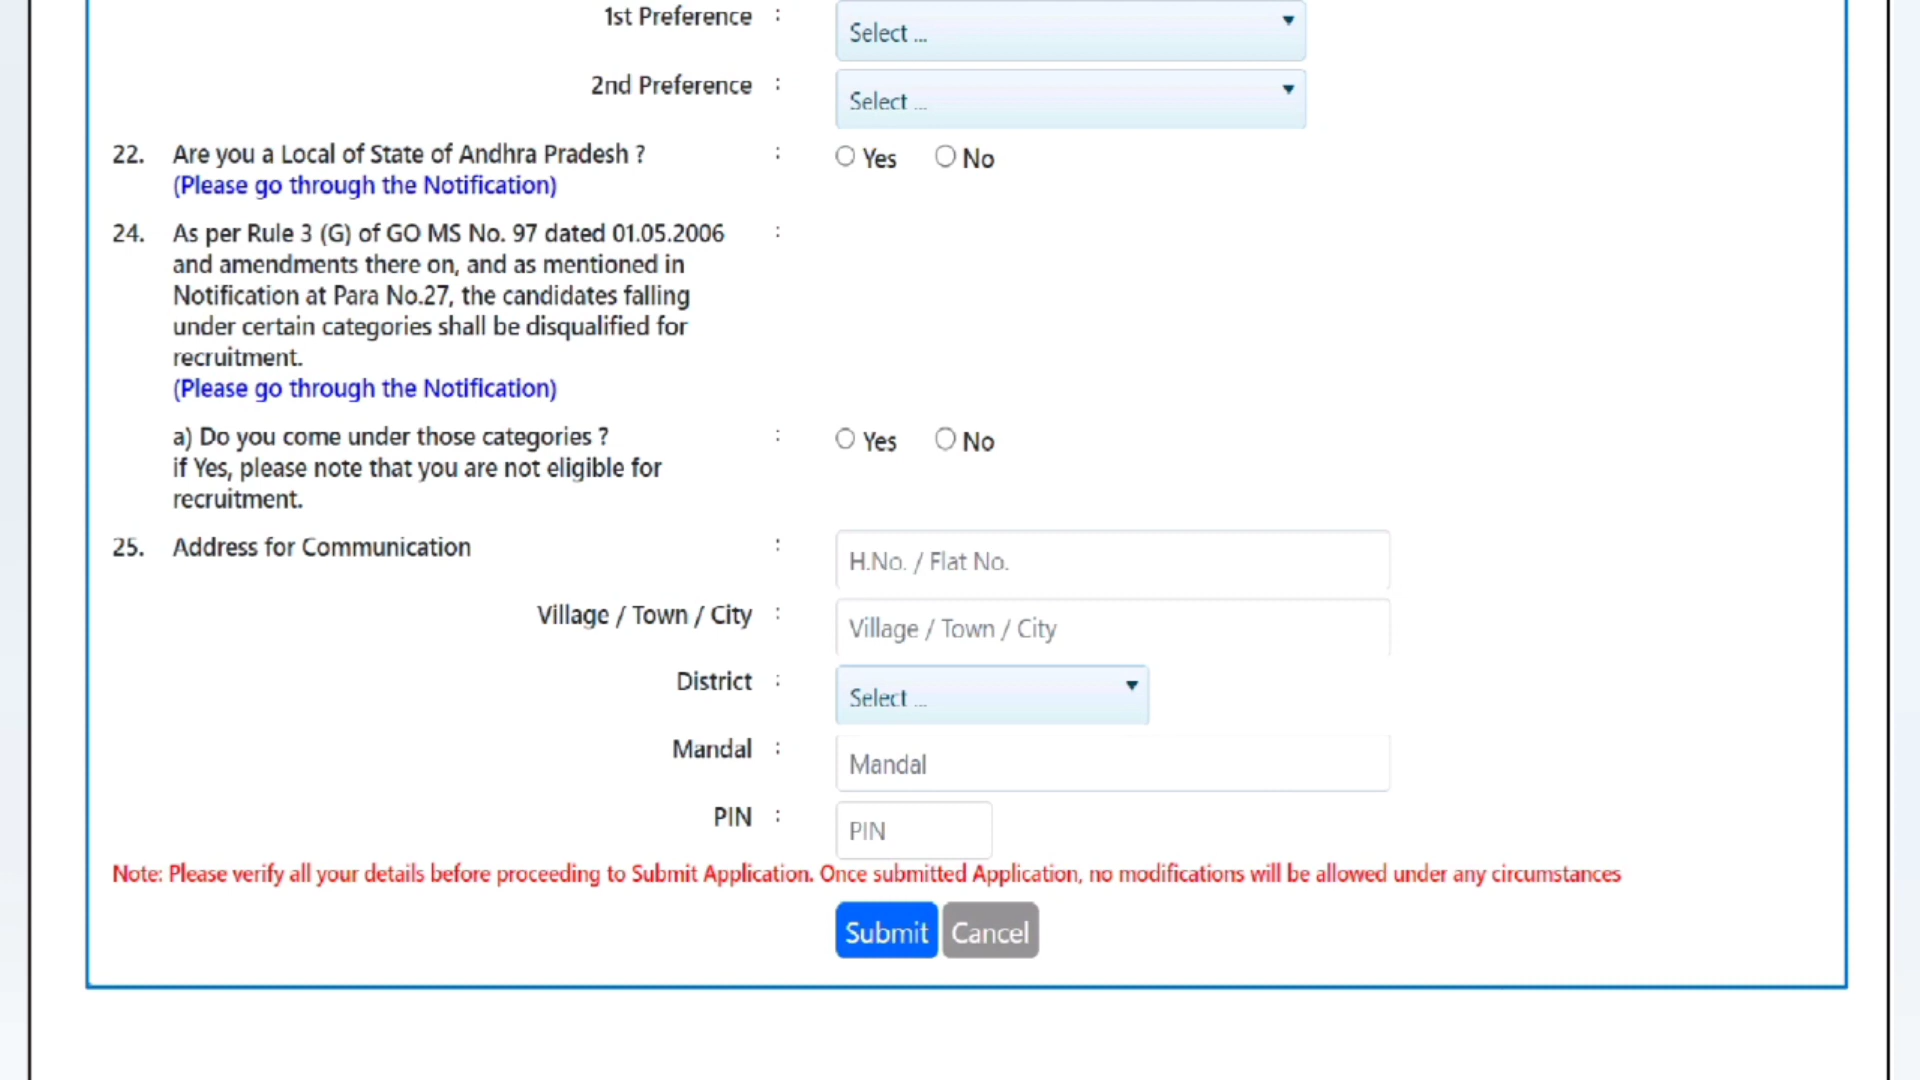 1st Preference : Select ...
2nd Preference : Select ...
22. Are you a Local of State of Andhra Pradesh ? : Yes No
(Please go through the Notification)
24. As per Rule 3 (G) of GO MS No. 97 dated 01.05.2006 :
and amendments there on, and as mentioned in
Notification at Para No.27, the candidates falling
under certain categories shall be disqualified for
recruitment.
(Please go through the Notification)
a) Do you come under those categories ? : Yes No
if Yes, please note that you are not eligible for
recruitment.
25. Address for Communication : H.No. / Flat No.
Village / Town / City : Village / Town / City
District : Select ...
Mandal : Mandal
PIN : PIN
Note: Please verify all your details before proceeding to Submit Application. Once submitted Application, no modifications will be allowed under any circumstances
Submit Cancel